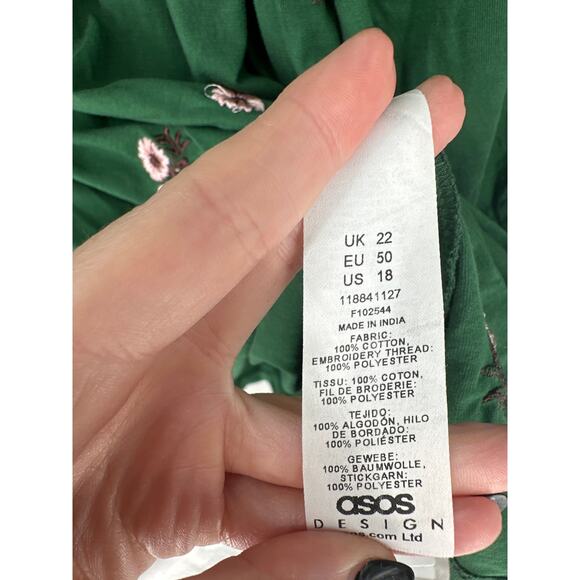 UK 22
EU 50
US 18
118841127
F102544
MADE IN INDIA
FABRIC:
100% COTTON,
EMBROIDERY THREAD:
100% POLYESTER
TISSU: 100% COTON,
FIL DE BRODERIE:
100% POLYESTER
TEJIDO:
100% ALGODÓN, HILO
DE BORDADO:
100% POLIÉSTER
GEWEBE:
100% BAUMWOLLE,
STICKGARN:
100% POLYESTER
asos
DESIGN
.com Ltd